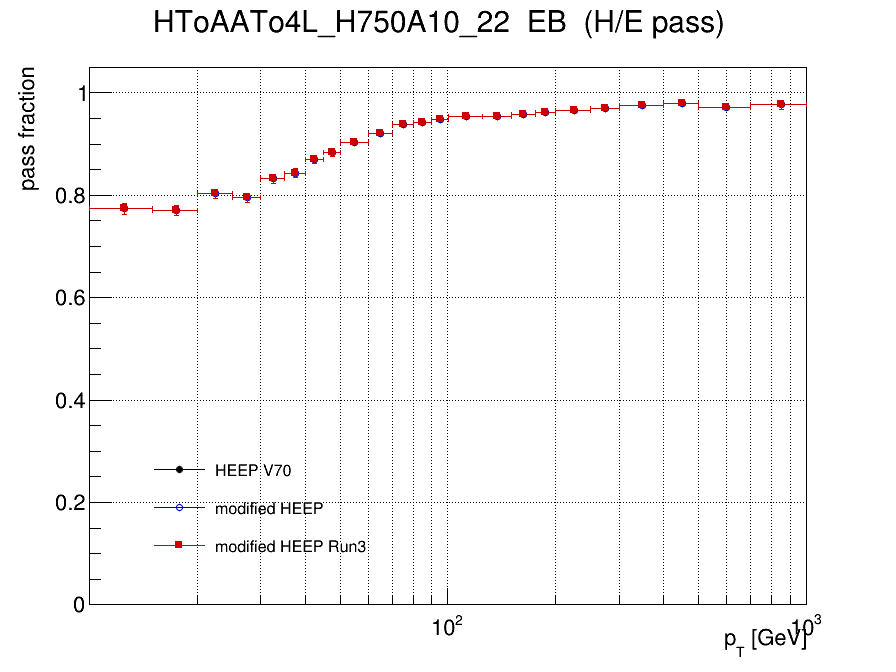 HToAATo4L_H750A10_22 EB (H/E pass)
pass fraction
1
0.8
0.6
0.4
0.2
0
HEEP V70
modified HEEP
modified HEEP Run3
10²
10³
p_T [GeV]